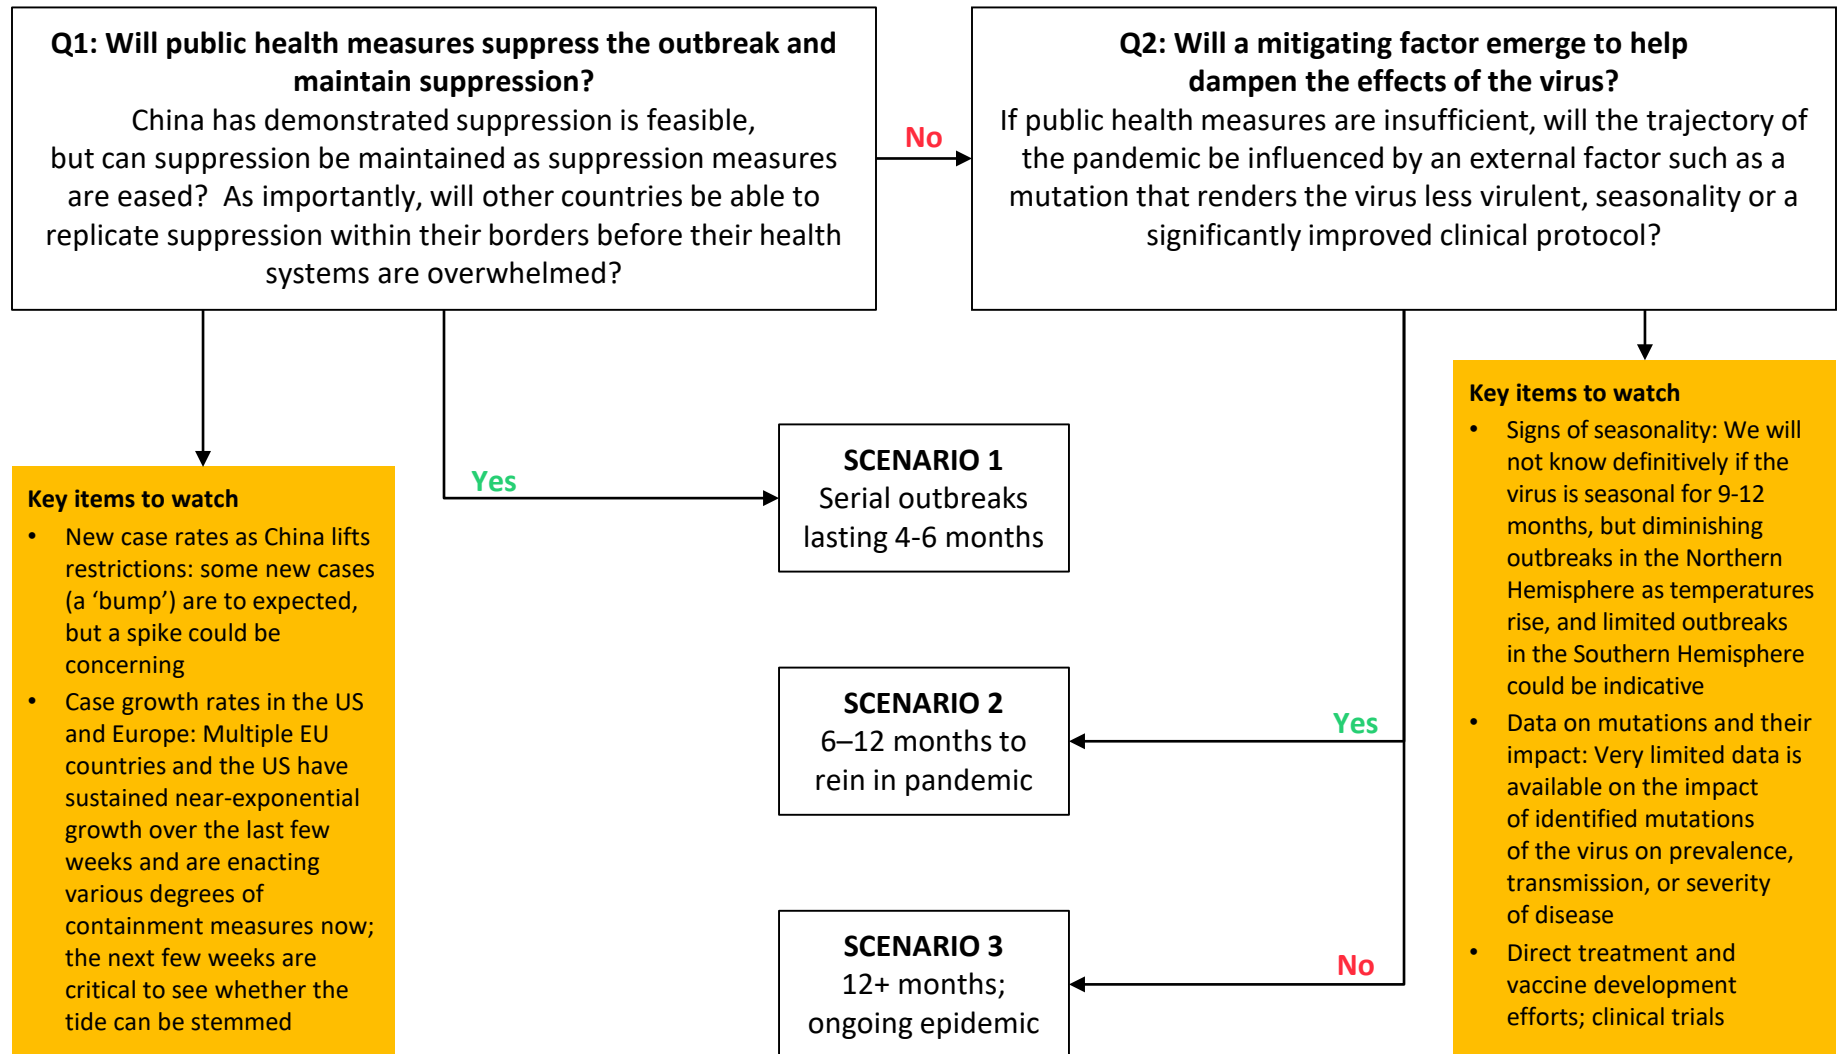 Q1: Will public health measures suppress the outbreak and
maintain suppression?
China has demonstrated suppression is feasible,
but can suppression be maintained as suppression measures
are eased?  As importantly, will other countries be able to
replicate suppression within their borders before their health
systems are overwhelmed?
No
Q2: Will a mitigating factor emerge to help
dampen the effects of the virus?
If public health measures are insufficient, will the trajectory of
the pandemic be influenced by an external factor such as a
mutation that renders the virus less virulent, seasonality or a
significantly improved clinical protocol?
Key items to watch
• New case rates as China lifts
restrictions: some new cases
(a ‘bump’) are to expected,
but a spike could be
concerning
• Case growth rates in the US
and Europe: Multiple EU
countries and the US have
sustained near-exponential
growth over the last few
weeks and are enacting
various degrees of
containment measures now;
the next few weeks are
critical to see whether the
tide can be stemmed
Yes
SCENARIO 1
Serial outbreaks
lasting 4-6 months
SCENARIO 2
6–12 months to
rein in pandemic
Yes
SCENARIO 3
12+ months;
ongoing epidemic
No
Key items to watch
• Signs of seasonality: We will
not know definitively if the
virus is seasonal for 9-12
months, but diminishing
outbreaks in the Northern
Hemisphere as temperatures
rise, and limited outbreaks
in the Southern Hemisphere
could be indicative
• Data on mutations and their
impact: Very limited data is
available on the impact
of identified mutations
of the virus on prevalence,
transmission, or severity
of disease
• Direct treatment and
vaccine development
efforts; clinical trials